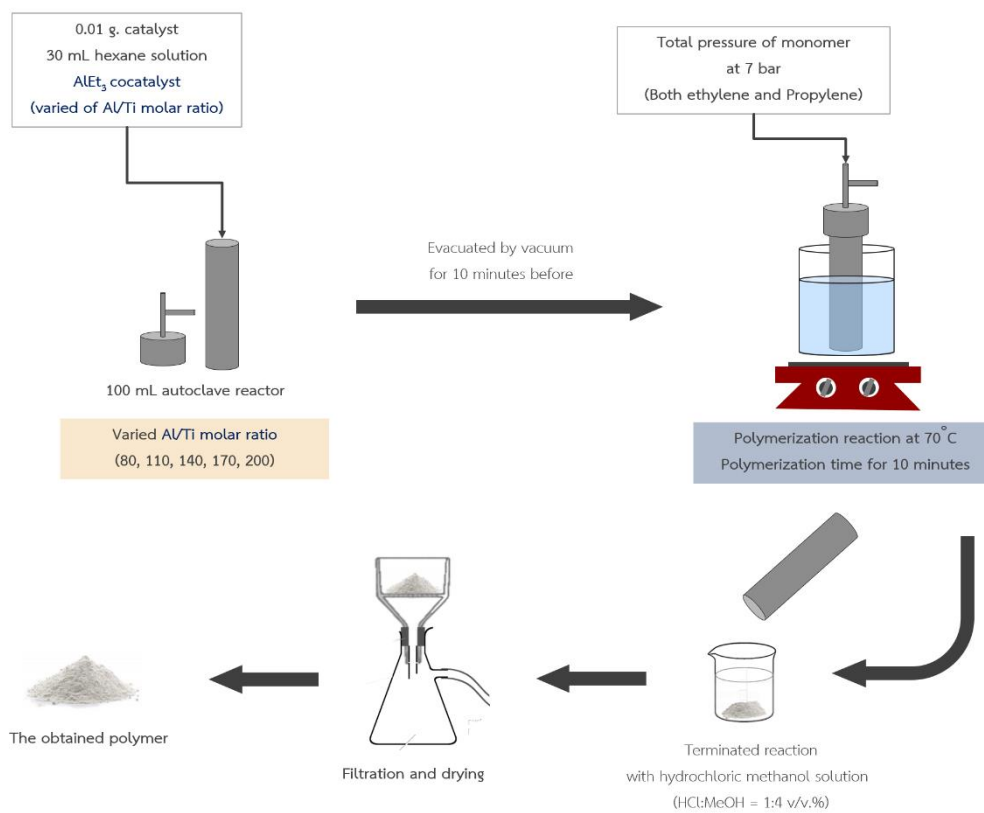 0.01 g. catalyst
30 mL hexane solution
AlEt₃ cocatalyst
(varied of Al/Ti molar ratio)
Total pressure of monomer
at 7 bar
(Both ethylene and Propylene)
Evacuated by vacuum
for 10 minutes before
100 mL autoclave reactor
Varied Al/Ti molar ratio
(80, 110, 140, 170, 200)
Polymerization reaction at 70°C
Polymerization time for 10 minutes
The obtained polymer
Filtration and drying
Terminated reaction
with hydrochloric methanol solution
(HCl:MeOH = 1:4 v/v.%)